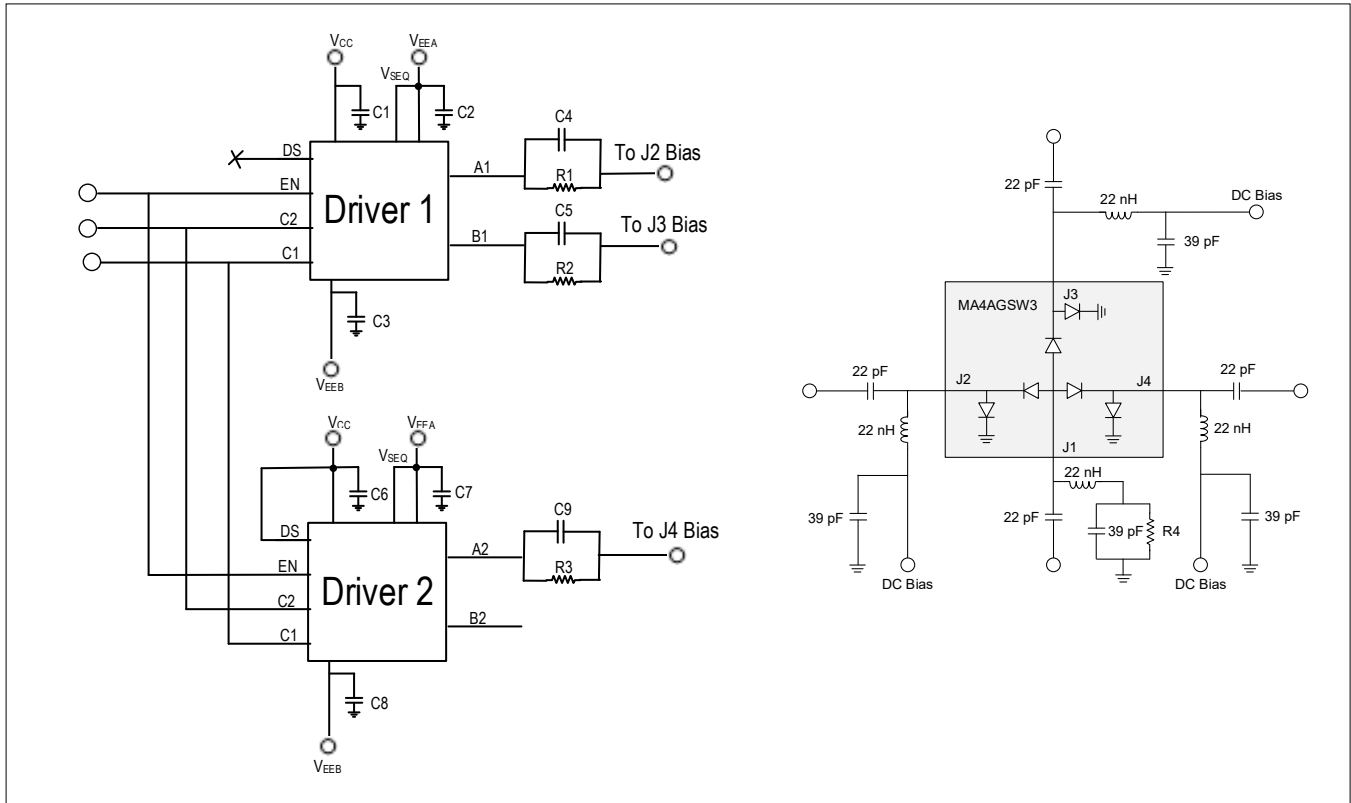 VCC
VEEA
VSEQ
C1
C2
C4
DS
A1
To J2 Bias
EN
R1
Driver 1
C5
C2
To J3 Bias
B1
C1
R2
C3
VEEB
VCC
VEEA
VSEQ
C6
C7
C9
DS
To J4 Bias
A2
EN
R3
Driver 2
C2
B2
C1
C8
VEEB
22 pF
22 nH
DC Bias
39 pF
MA4AGSW3
J3
22 pF
22 pF
J2
J4
22 nH
22 nH
J1
22 nH
39 pF
22 pF
39 pF
R4
39 pF
DC Bias
DC Bias